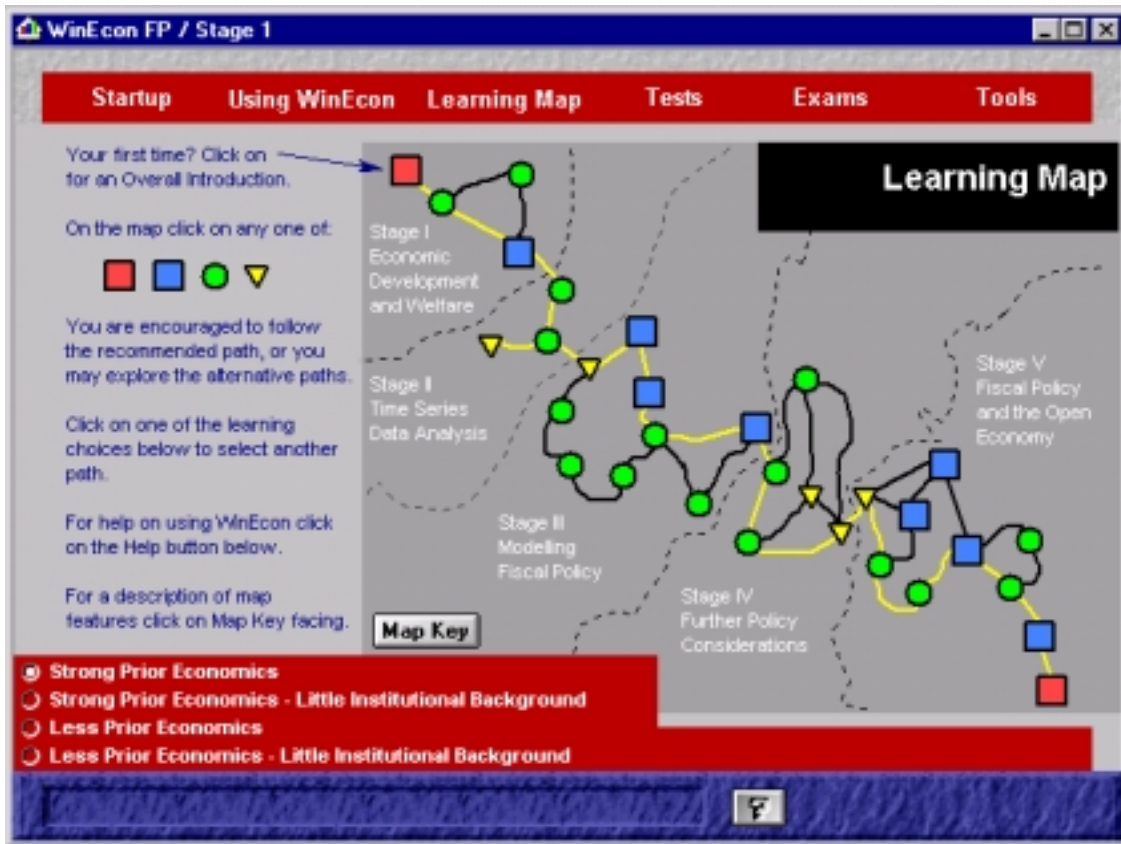 WinEcon FP / Stage 1
Startup Using WinEcon Learning Map Tests Exams Tools
Your first time? Click on
for an Overall Introduction.
On the map click on any one of:
You are encouraged to follow
the recommended path, or you
may explore the alternative paths.
Click on one of the learning
choices below to select another
path.
For help on using WinEcon click
on the Help button below.
For a description of map
features click on Map Key facing.
Learning Map
Stage I
Economic
Development
and Welfare
Stage II
Time Series
Data Analysis
Stage III
Modelling
Fiscal Policy
Stage IV
Further Policy
Considerations
Stage V
Fiscal Policy
and the Open
Economy
Map Key
Strong Prior Economics
Strong Prior Economics - Little Institutional Background
Less Prior Economics
Less Prior Economics - Little Institutional Background